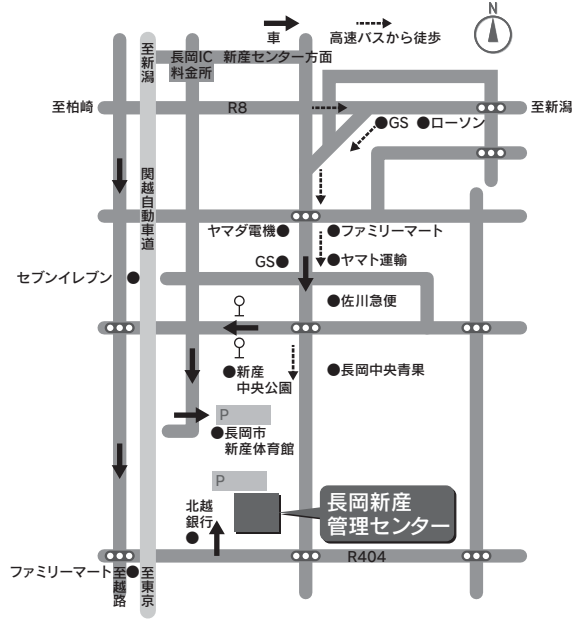 N
車
高速バスから徒歩
至新潟
長岡IC
料金所
新産センター方面
至柏崎
R8
GS
ローソン
至新潟
関越自動車道
ヤマダ電機
ファミリーマート
GS
ヤマト運輸
セブンイレブン
佐川急便
新産
中央公園
長岡中央青果
P
長岡市
新産体育館
P
北越
銀行
長岡新産
管理センター
R404
ファミリーマート
至越路
至東京